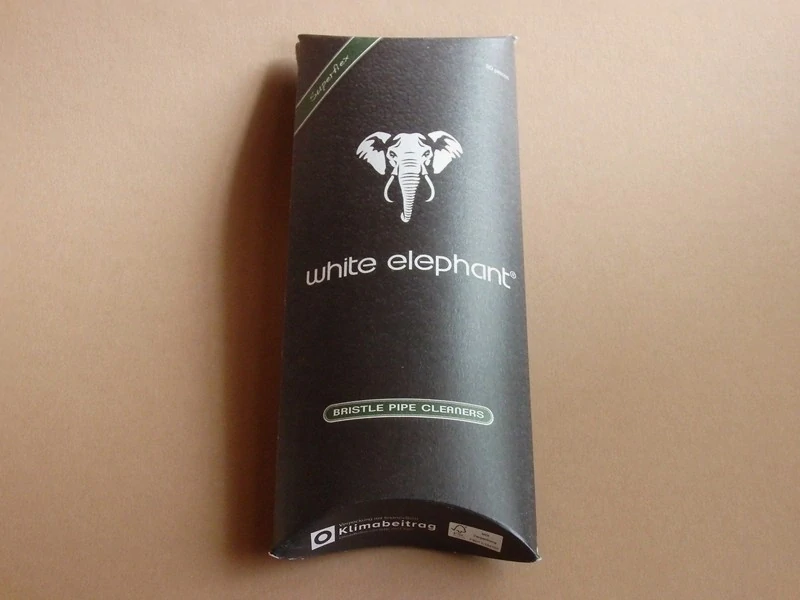 Superflex
white elephant®
BRISTLE PIPE CLEANERS
Klimabeitrag